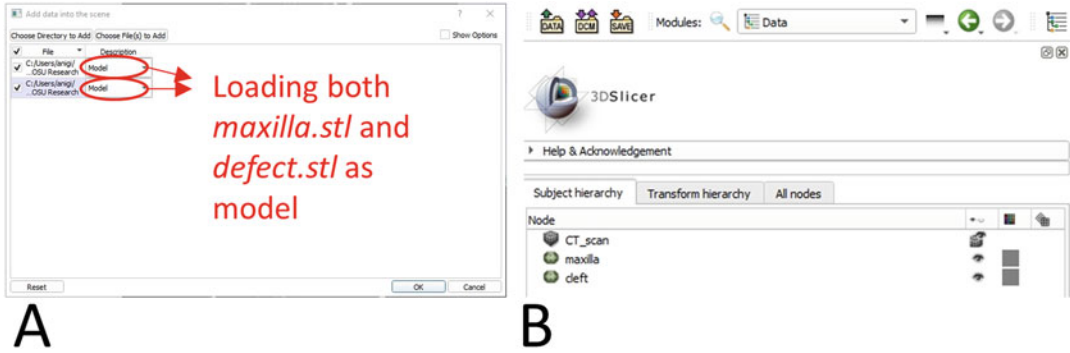 Add data into the scene ? ×
Choose Directory to Add Choose File(s) to Add Show Options
File Description
C:/Users/anigi/ Model
...OSU Research
C:/Users/anigi/ Model
...OSU Research
Loading both
maxilla.stl and
defect.stl as
model
Reset OK Cancel
A
DATA DCM SAVE Modules: Data
3DSlicer
Help & Acknowledgement
Subject hierarchy Transform hierarchy All nodes
Node
CT_scan
maxilla
cleft
B